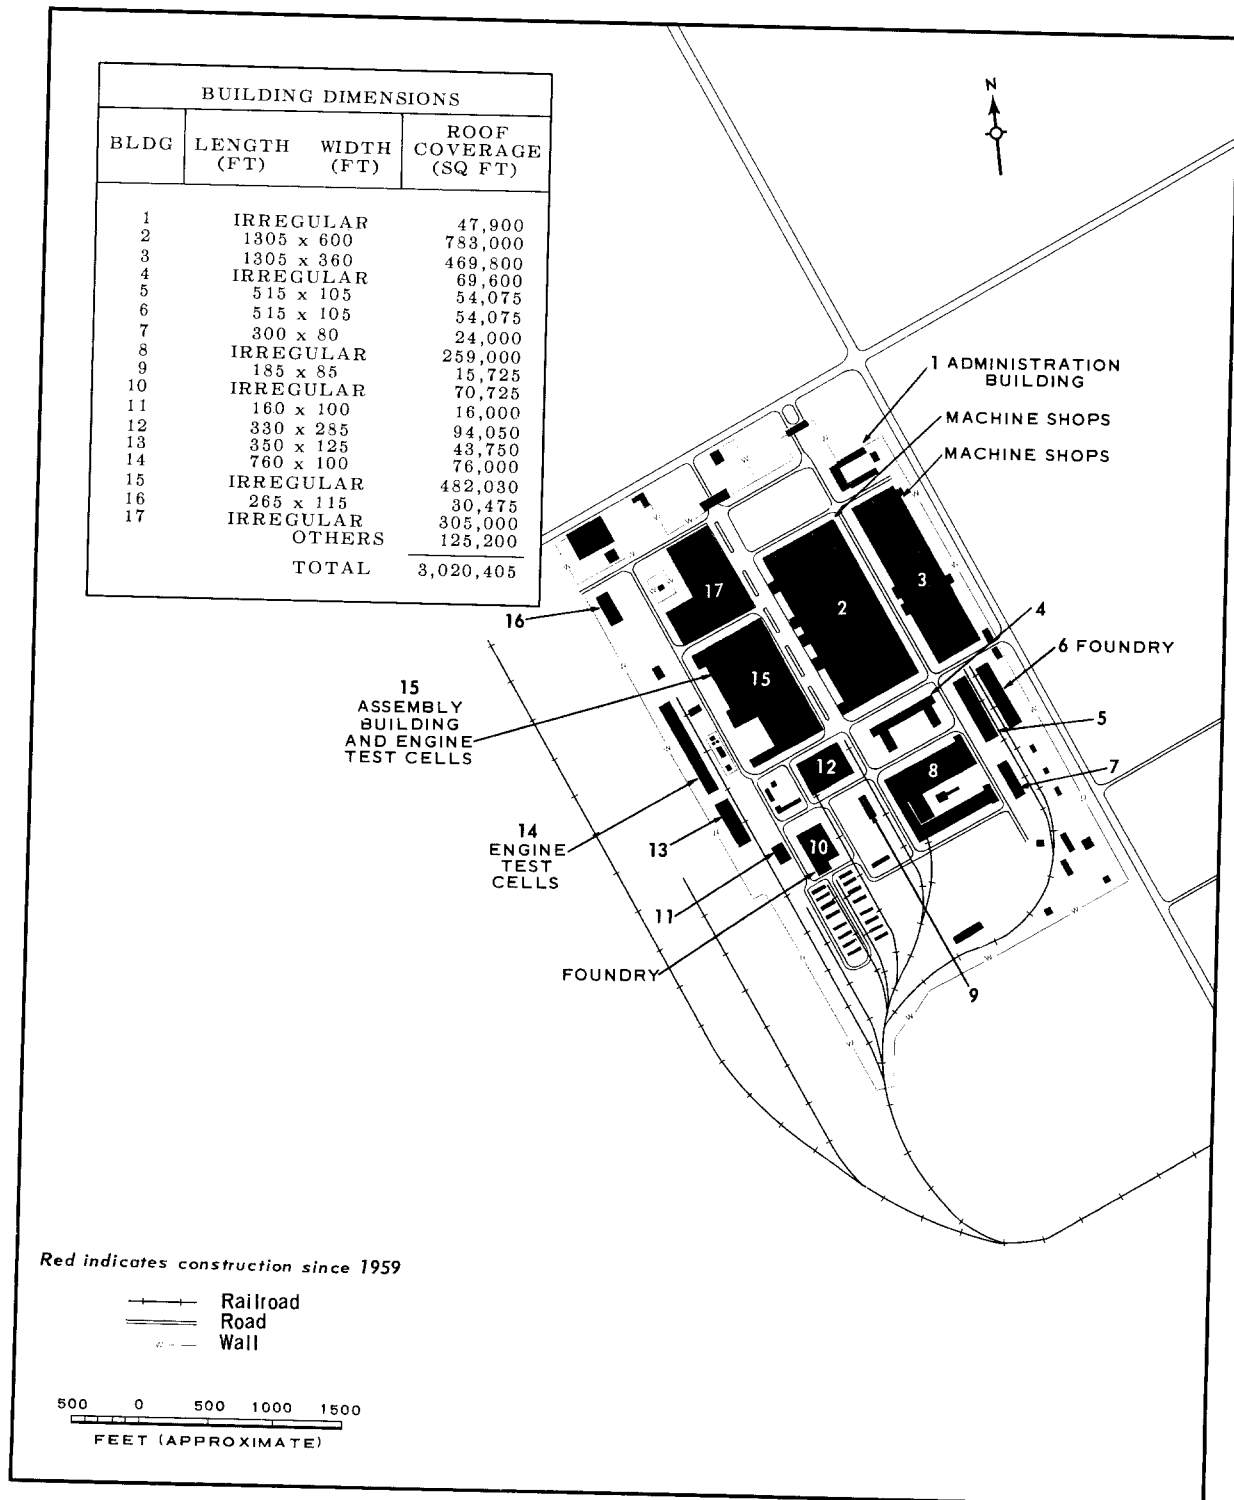 BUILDING DIMENSIONS
BLDG LENGTH (FT) WIDTH (FT) ROOF COVERAGE (SQ FT)
1 IRREGULAR 47,900
2 1305 x 600 783,000
3 1305 x 360 469,800
4 IRREGULAR 69,600
5 515 x 105 54,075
6 515 x 105 54,075
7 300 x 80 24,000
8 IRREGULAR 259,000
9 185 x 85 15,725
10 IRREGULAR 70,725
11 160 x 100 16,000
12 330 x 285 94,050
13 350 x 125 43,750
14 760 x 100 76,000
15 IRREGULAR 482,030
16 265 x 115 30,475
17 IRREGULAR 305,000
OTHERS 125,200
TOTAL 3,020,405
N
1 ADMINISTRATION
BUILDING
MACHINE SHOPS
MACHINE SHOPS
17
2
3
16
4
6 FOUNDRY
15
ASSEMBLY
BUILDING
AND ENGINE
TEST CELLS
15
5
12
8
7
14
ENGINE
TEST
CELLS
13
10
11
FOUNDRY
9
W
W
W
W
W
W
W
W
W
W
W
W
Red indicates construction since 1959
Railroad
Road
W Wall
500 0 500 1000 1500
FEET (APPROXIMATE)